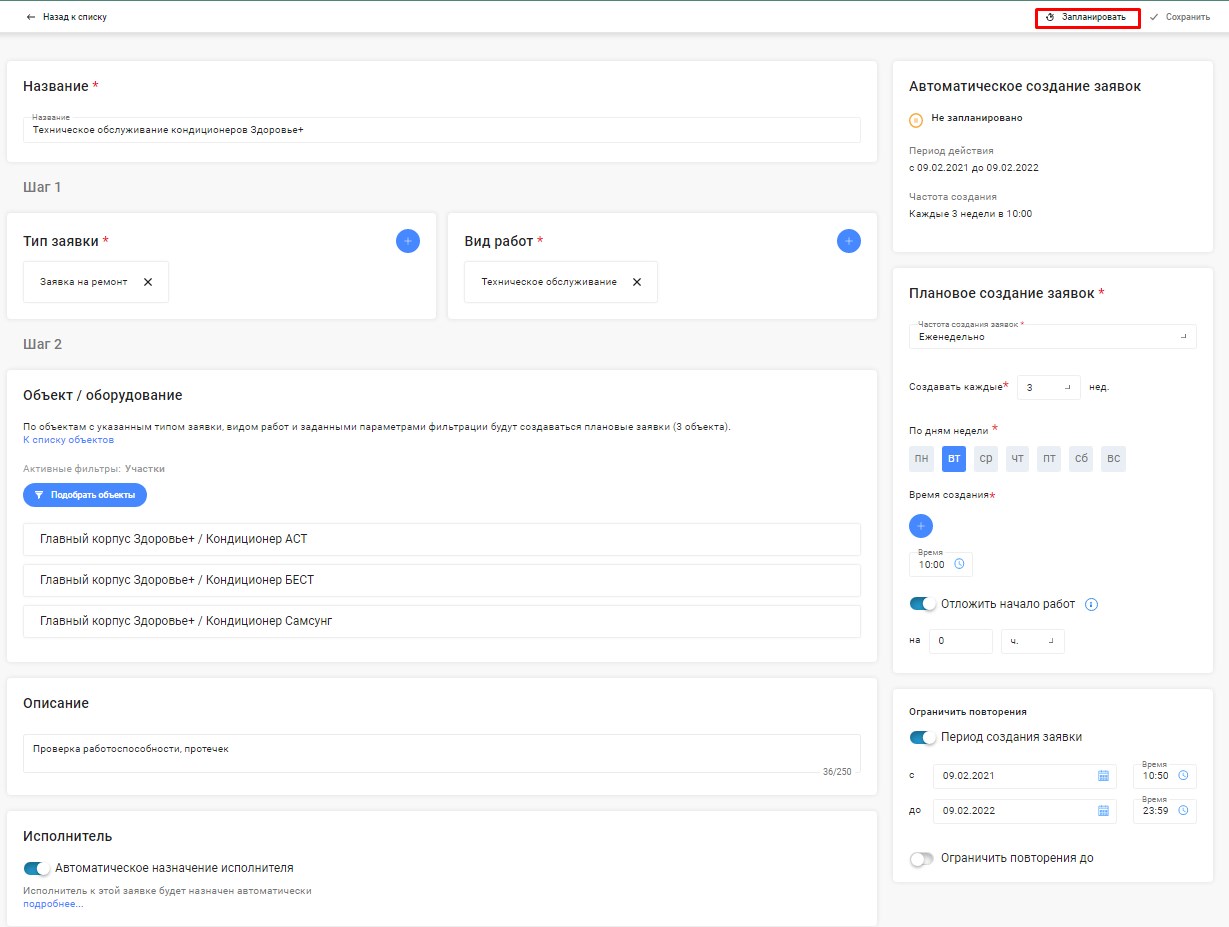 Назад к списку
Запланировать
Сохранить
Название *
Название
Техническое обслуживание кондиционеров Здоровье+
Шаг 1
Тип заявки *
Заявка на ремонт
Вид работ *
Техническое обслуживание
Шаг 2
Объект / оборудование
По объектам с указанным типом заявки, видом работ и заданными параметрами фильтрации будут создаваться плановые заявки (3 объекта).
К списку объектов
Активные фильтры: Участки
Подобрать объекты
Главный корпус Здоровье+ / Кондиционер АСТ
Главный корпус Здоровье+ / Кондиционер БЕСТ
Главный корпус Здоровье+ / Кондиционер Самсунг
Описание
Проверка работоспособности, протечек
36/250
Исполнитель
Автоматическое назначение исполнителя
Исполнитель к этой заявке будет назначен автоматически
подробнее...
Автоматическое создание заявок
Не запланировано
Период действия
с 09.02.2021 до 09.02.2022
Частота создания
Каждые 3 недели в 10:00
Плановое создание заявок *
Частота создания заявок *
Еженедельно
Создавать каждые* 3 нед.
По дням недели *
пн вт ср чт пт сб вс
Время создания*
Время
10:00
Отложить начало работ
на 0 ч.
Ограничить повторения
Период создания заявки
Время
с 09.02.2021 10:50
Время
до 09.02.2022 23:59
Ограничить повторения до